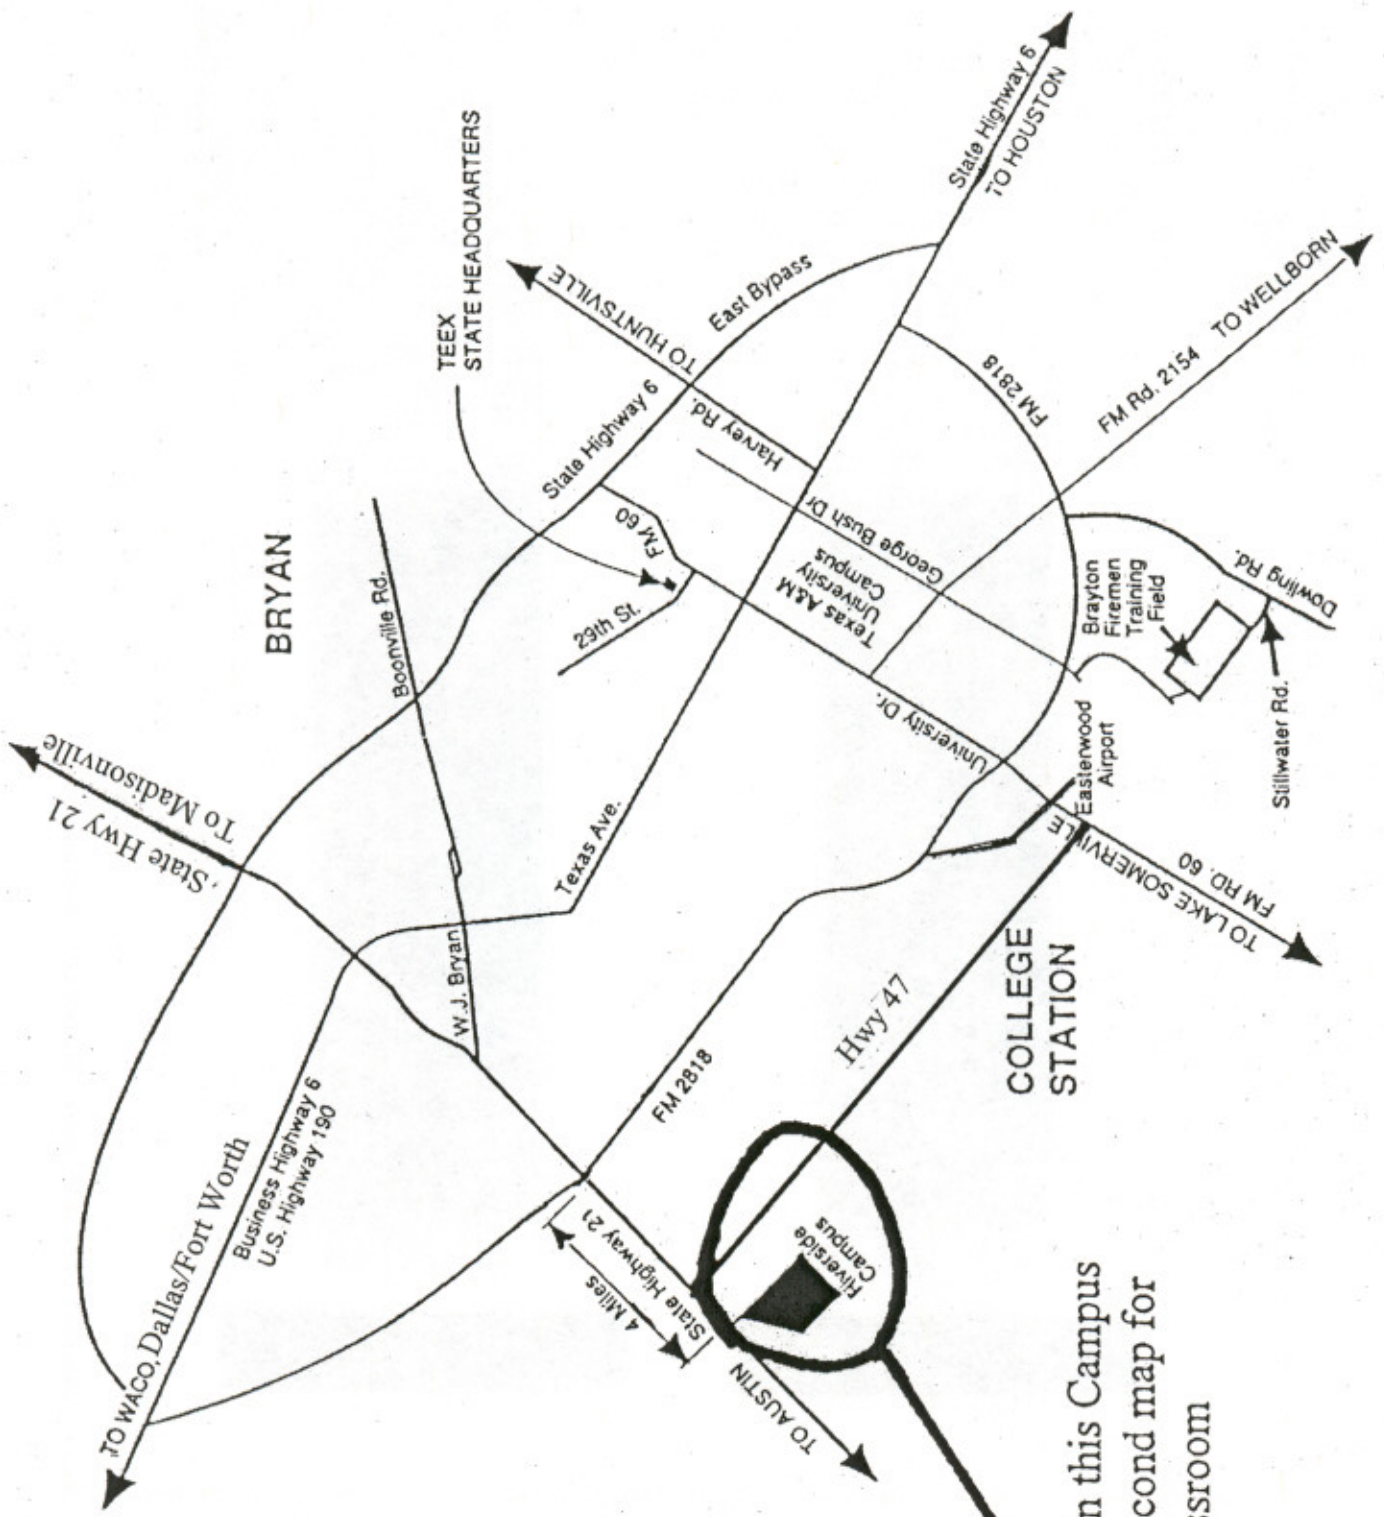 State Highway 6
TO HOUSTON
TEEX
STATE HEADQUARTERS
TO HUNTSVILLE
East Bypass
State Highway 6
Harvey Rd.
FM 2818
FM Rd. 2154 TO WELLBORN
BRYAN
Boonville Rd.
FM 60
29th St.
George Bush Dr
Texas A&M
University
Campus
Brayton
Firemen
Training
Field
Dowling Rd.
Stillwater Rd.
University Dr.
Easterwood
Airport
To Madisonville
State Hwy 21
Texas Ave.
W.J. Bryan
TO LAKE SOMERVILLE
FM RD. 60
COLLEGE
STATION
Hwy 47
FM 2818
TO WACO, Dallas/Fort Worth
Business Highway 6
U.S. Highway 190
State Highway 21
4 Miles
Riverside
Campus
TO AUSTIN
n this Campus
cond map for
ssroom